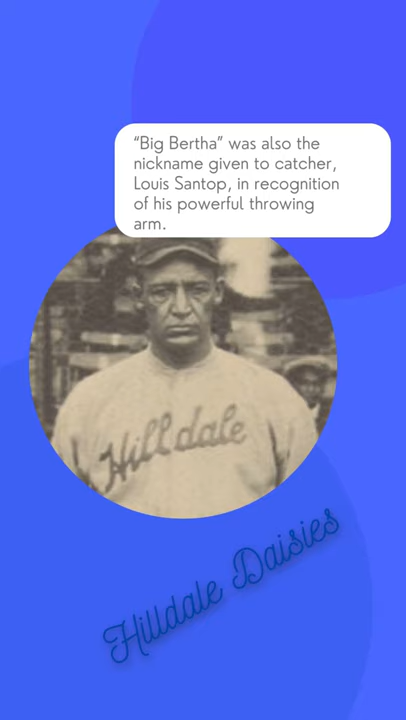 “Big Bertha” was also the
nickname given to catcher,
Louis Santop, in recognition
of his powerful throwing
arm.
Hilldale
Hilldale Daisies